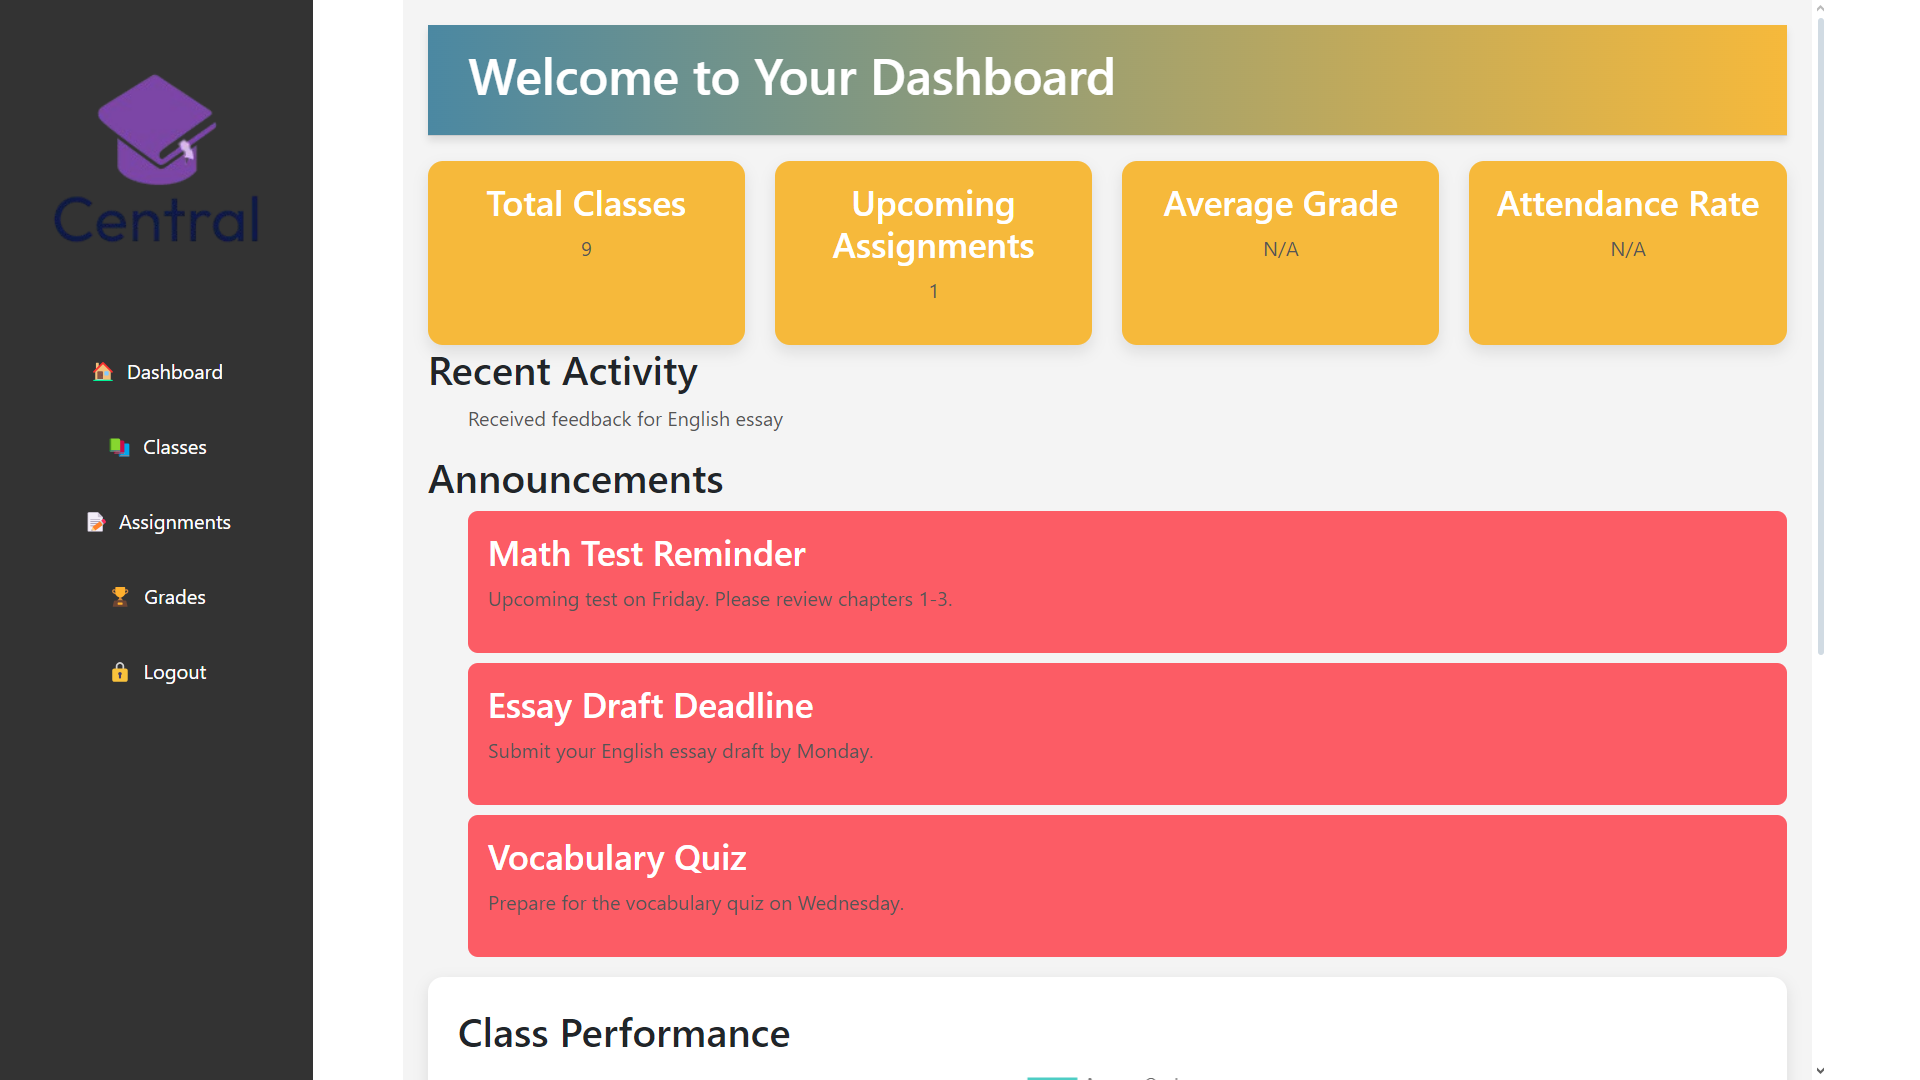 Central
Dashboard
Classes
Assignments
Grades
Logout
Welcome to Your Dashboard
Total Classes
9
Upcoming
Assignments
1
Average Grade
N/A
Attendance Rate
N/A
Recent Activity
Received feedback for English essay
Announcements
Math Test Reminder
Upcoming test on Friday. Please review chapters 1-3.
Essay Draft Deadline
Submit your English essay draft by Monday.
Vocabulary Quiz
Prepare for the vocabulary quiz on Wednesday.
Class Performance